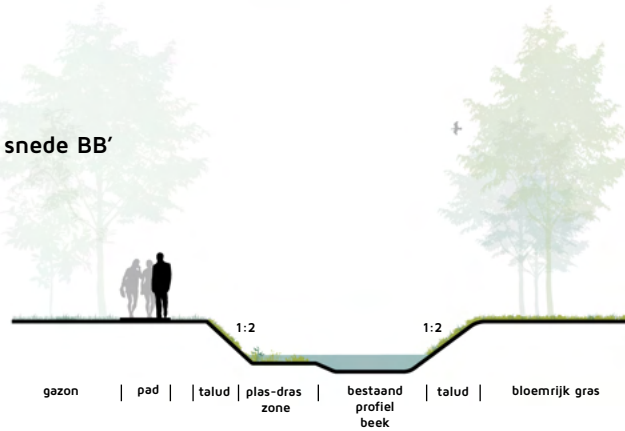 snede BB'
1:2
1:2
gazon | pad | | talud | plas-dras zone | bestaand profiel beek | talud | bloemrijk gras